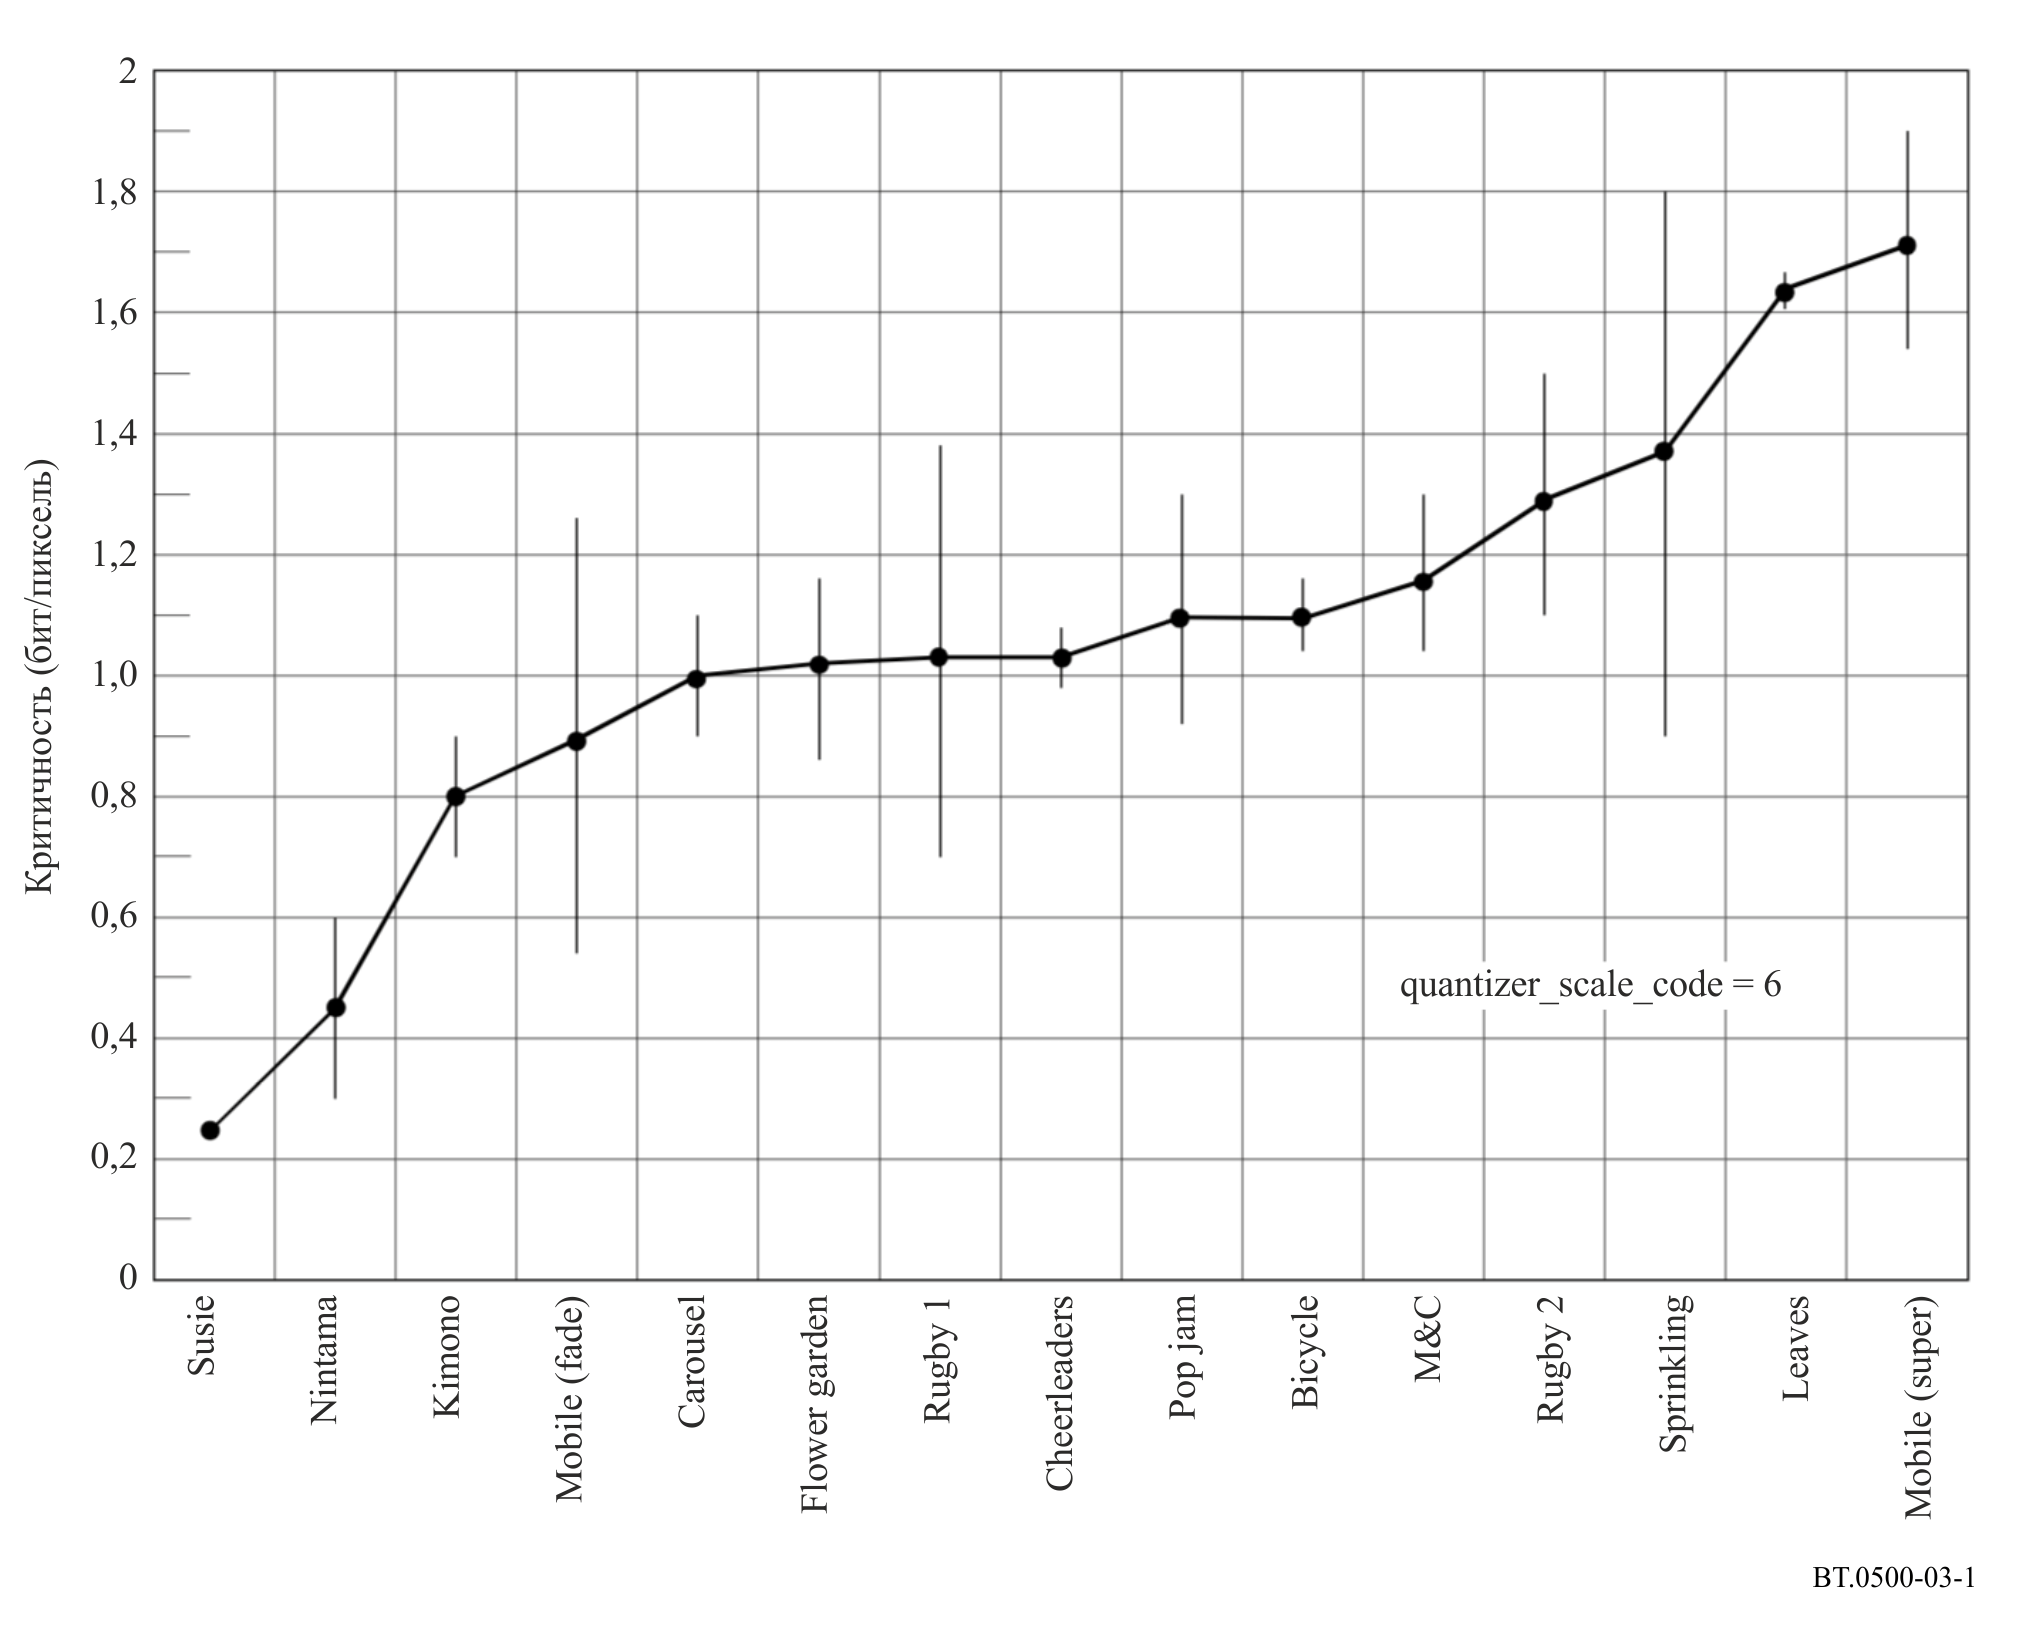 Критичность (бит/пиксель)
2
1,8
1,6
1,4
1,2
1,0
0,8
0,6
0,4
0,2
0
quantizer_scale_code = 6
Susie
Nintama
Kimono
Mobile (fade)
Carousel
Flower garden
Rugby 1
Cheerleaders
Pop jam
Bicycle
M&C
Rugby 2
Sprinkling
Leaves
Mobile (super)
BT.0500-03-1